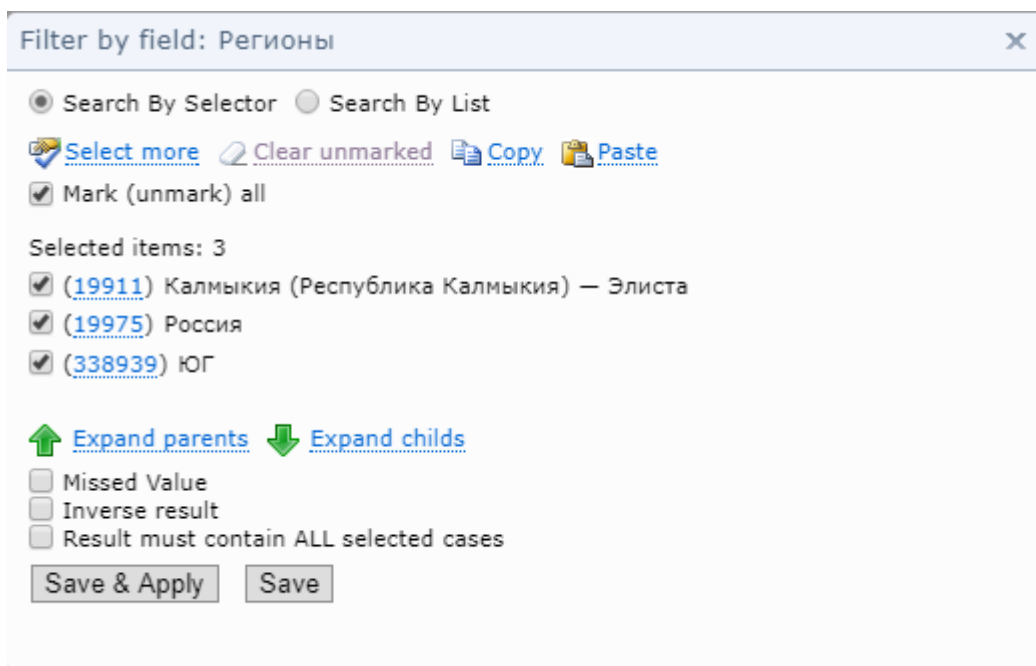 Filter by field: Регионы
Search By Selector Search By List
Select more Clear unmarked Copy Paste
Mark (unmark) all
Selected items: 3
(19911) Калмыкия (Республика Калмыкия) — Элиста
(19975) Россия
(338939) ЮГ
Expand parents Expand childs
Missed Value
Inverse result
Result must contain ALL selected cases
Save & Apply Save